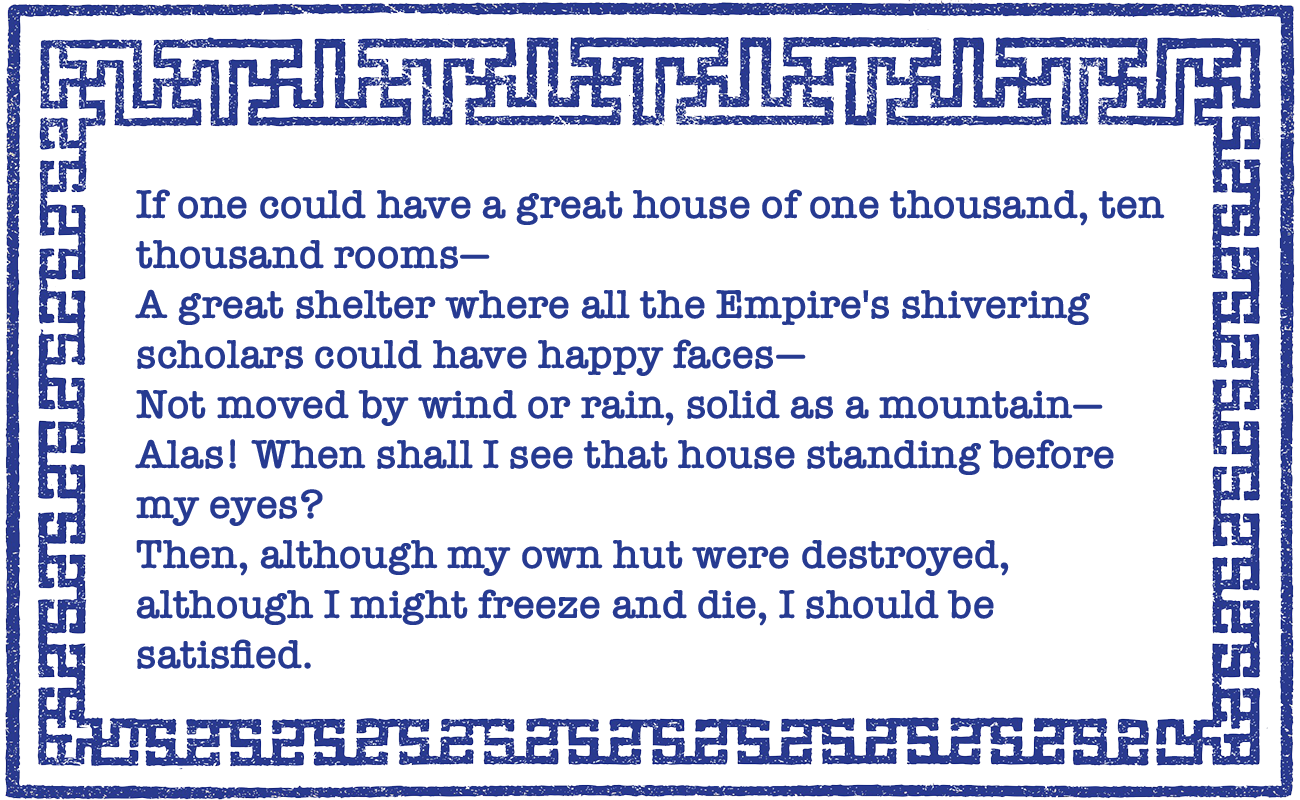 If one could have a great house of one thousand, ten
thousand rooms—
A great shelter where all the Empire's shivering
scholars could have happy faces—
Not moved by wind or rain, solid as a mountain—
Alas! When shall I see that house standing before
my eyes?
Then, although my own hut were destroyed,
although I might freeze and die, I should be
satisfied.